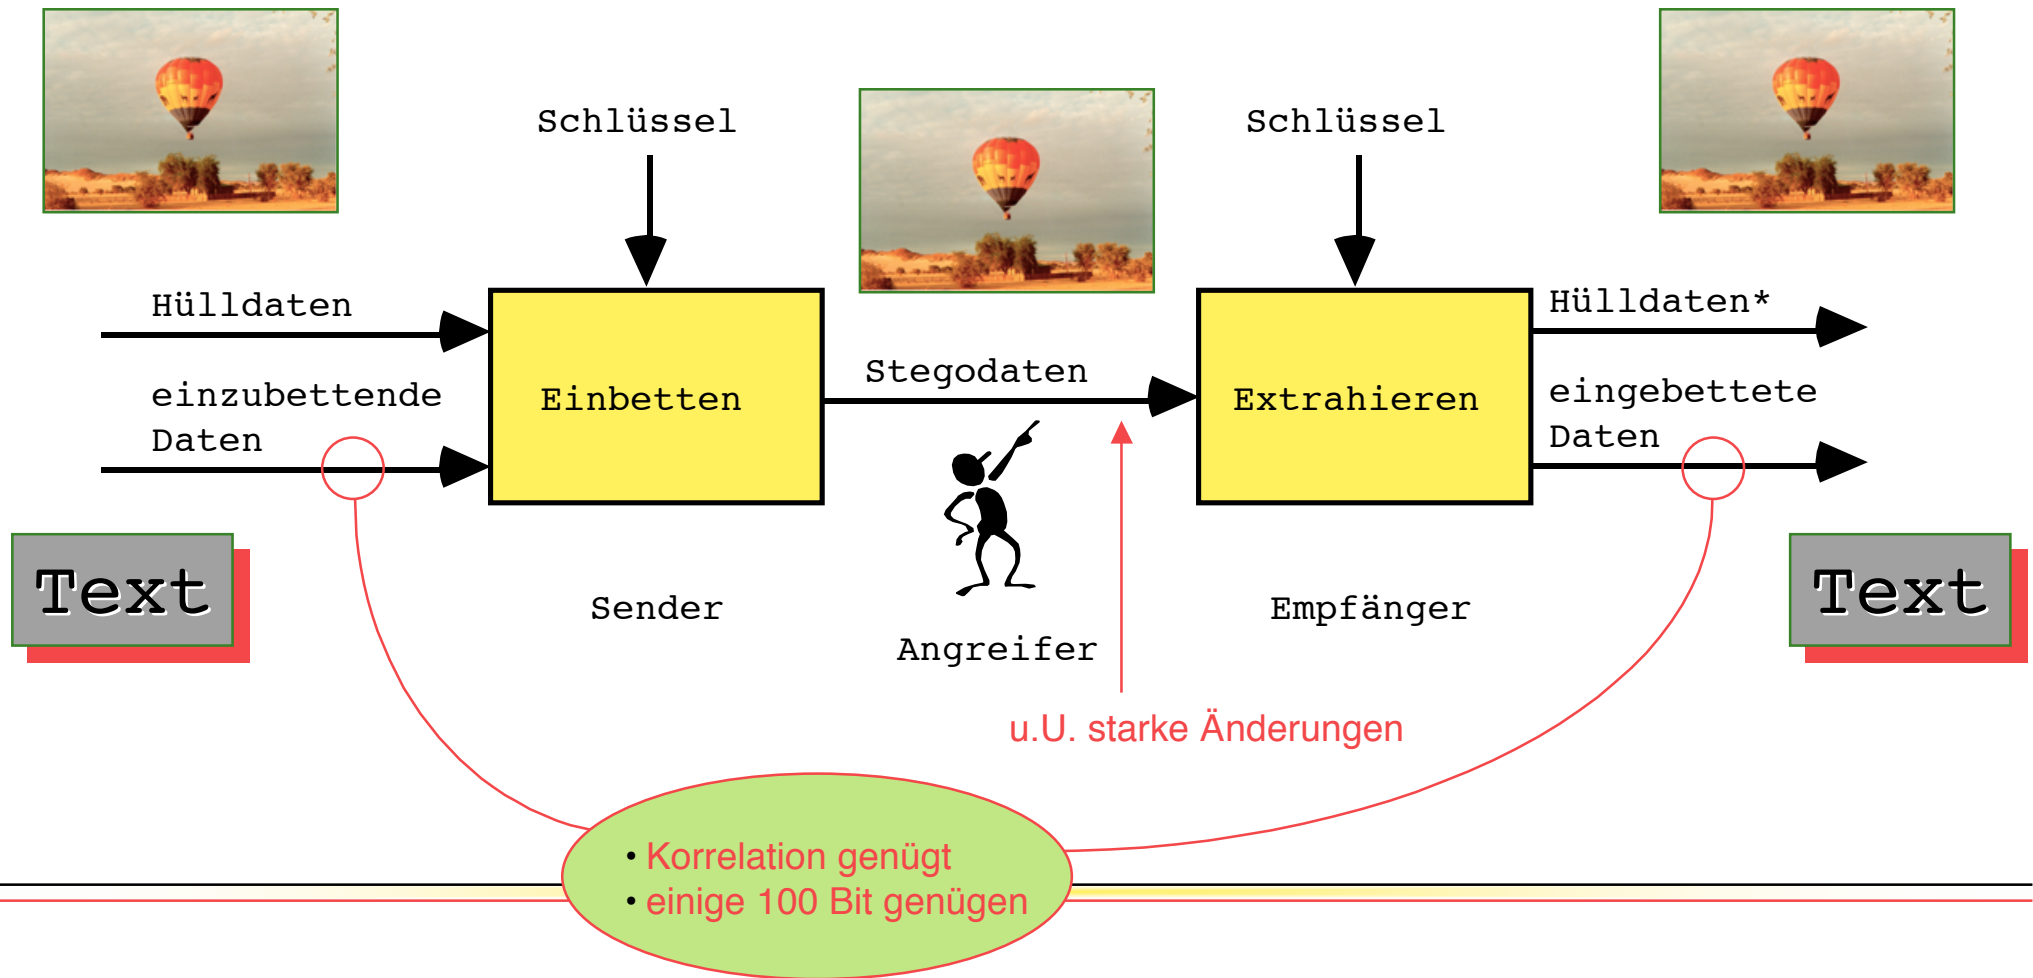 Schlüssel
Schlüssel
Hülldaten
einzubettende
Daten
Einbetten
Stegodaten
Extrahieren
Hülldaten*
eingebettete
Daten
Text
Sender
Angreifer
Empfänger
Text
u.U. starke Änderungen
• Korrelation genügt
• einige 100 Bit genügen